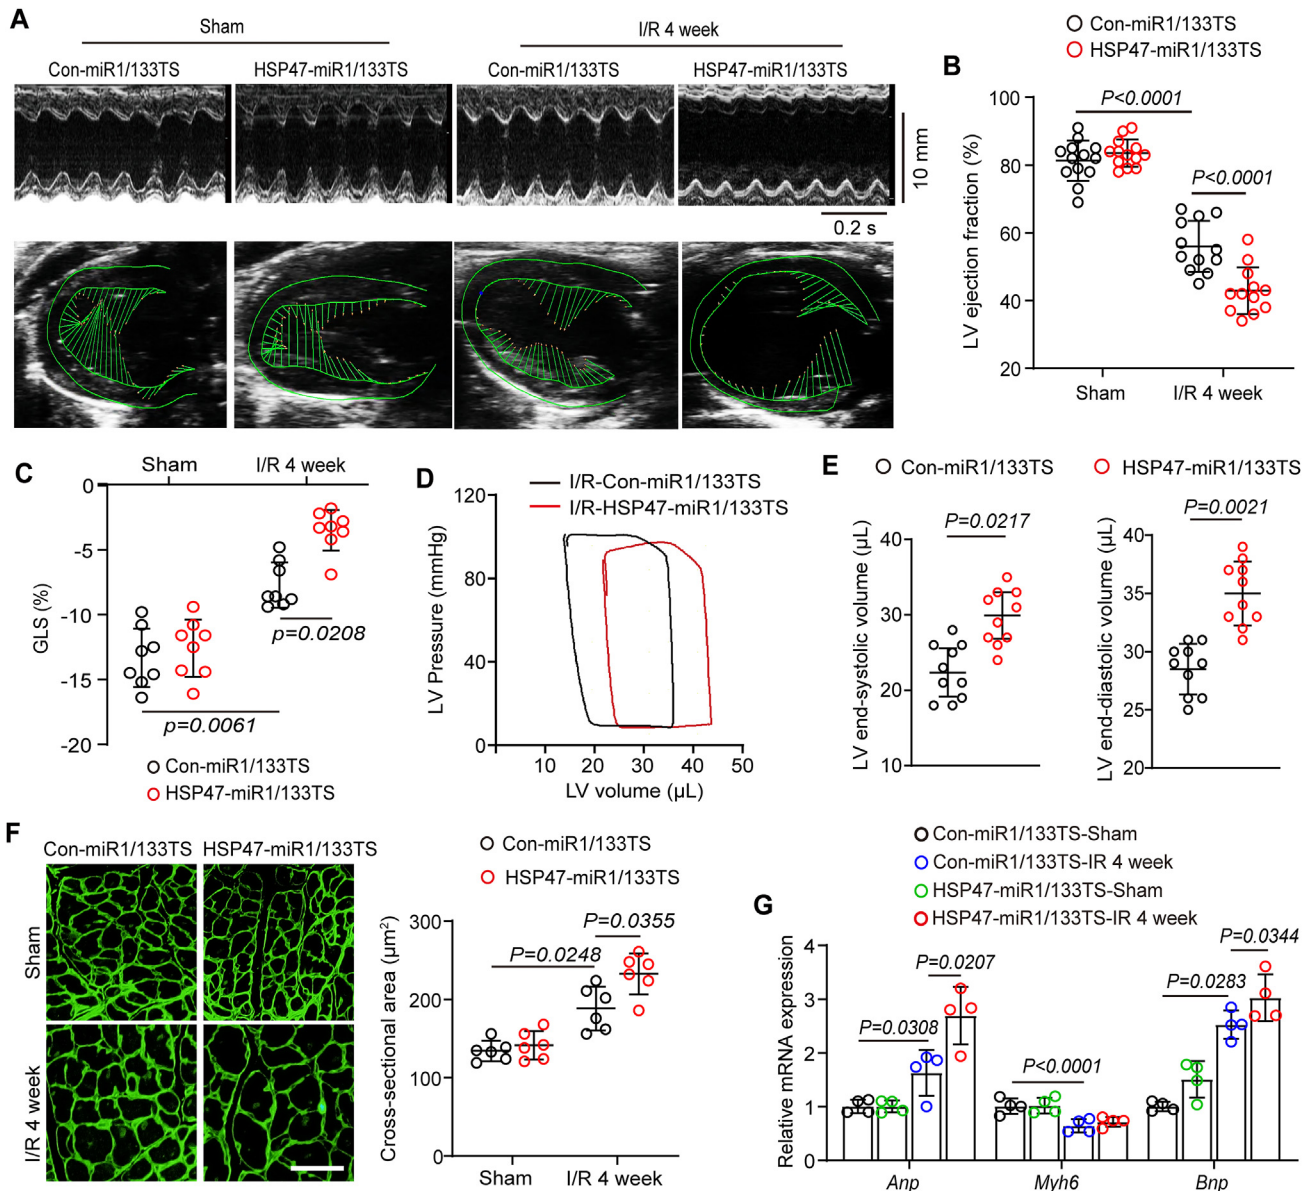 A
Sham
I/R 4 week
Con-miR1/133TS
HSP47-miR1/133TS
Con-miR1/133TS
HSP47-miR1/133TS
10 mm
0.2 s
B
Con-miR1/133TS
HSP47-miR1/133TS
LV ejection fraction (%)
100
80
60
40
20
P<0.0001
P<0.0001
Sham
I/R 4 week
C
Sham
I/R 4 week
GLS (%)
0
-5
-10
-15
-20
p=0.0208
p=0.0061
Con-miR1/133TS
HSP47-miR1/133TS
D
I/R-Con-miR1/133TS
I/R-HSP47-miR1/133TS
LV Pressure (mmHg)
120
80
40
0
10 20 30 40 50
LV volume (µL)
E
Con-miR1/133TS
HSP47-miR1/133TS
LV end-systolic volume (µL)
40
30
20
10
P=0.0217
LV end-diastolic volume (µL)
40
35
30
25
20
P=0.0021
F
Con-miR1/133TS
HSP47-miR1/133TS
Sham
I/R 4 week
Con-miR1/133TS
HSP47-miR1/133TS
Cross-sectional area (µm²)
300
200
100
0
P=0.0248
P=0.0355
Sham
I/R 4 week
G
Con-miR1/133TS-Sham
Con-miR1/133TS-IR 4 week
HSP47-miR1/133TS-Sham
HSP47-miR1/133TS-IR 4 week
Relative mRNA expression
4
3
2
1
0
P=0.0308
P=0.0207
P<0.0001
P=0.0283
P=0.0344
Anp
Myh6
Bnp